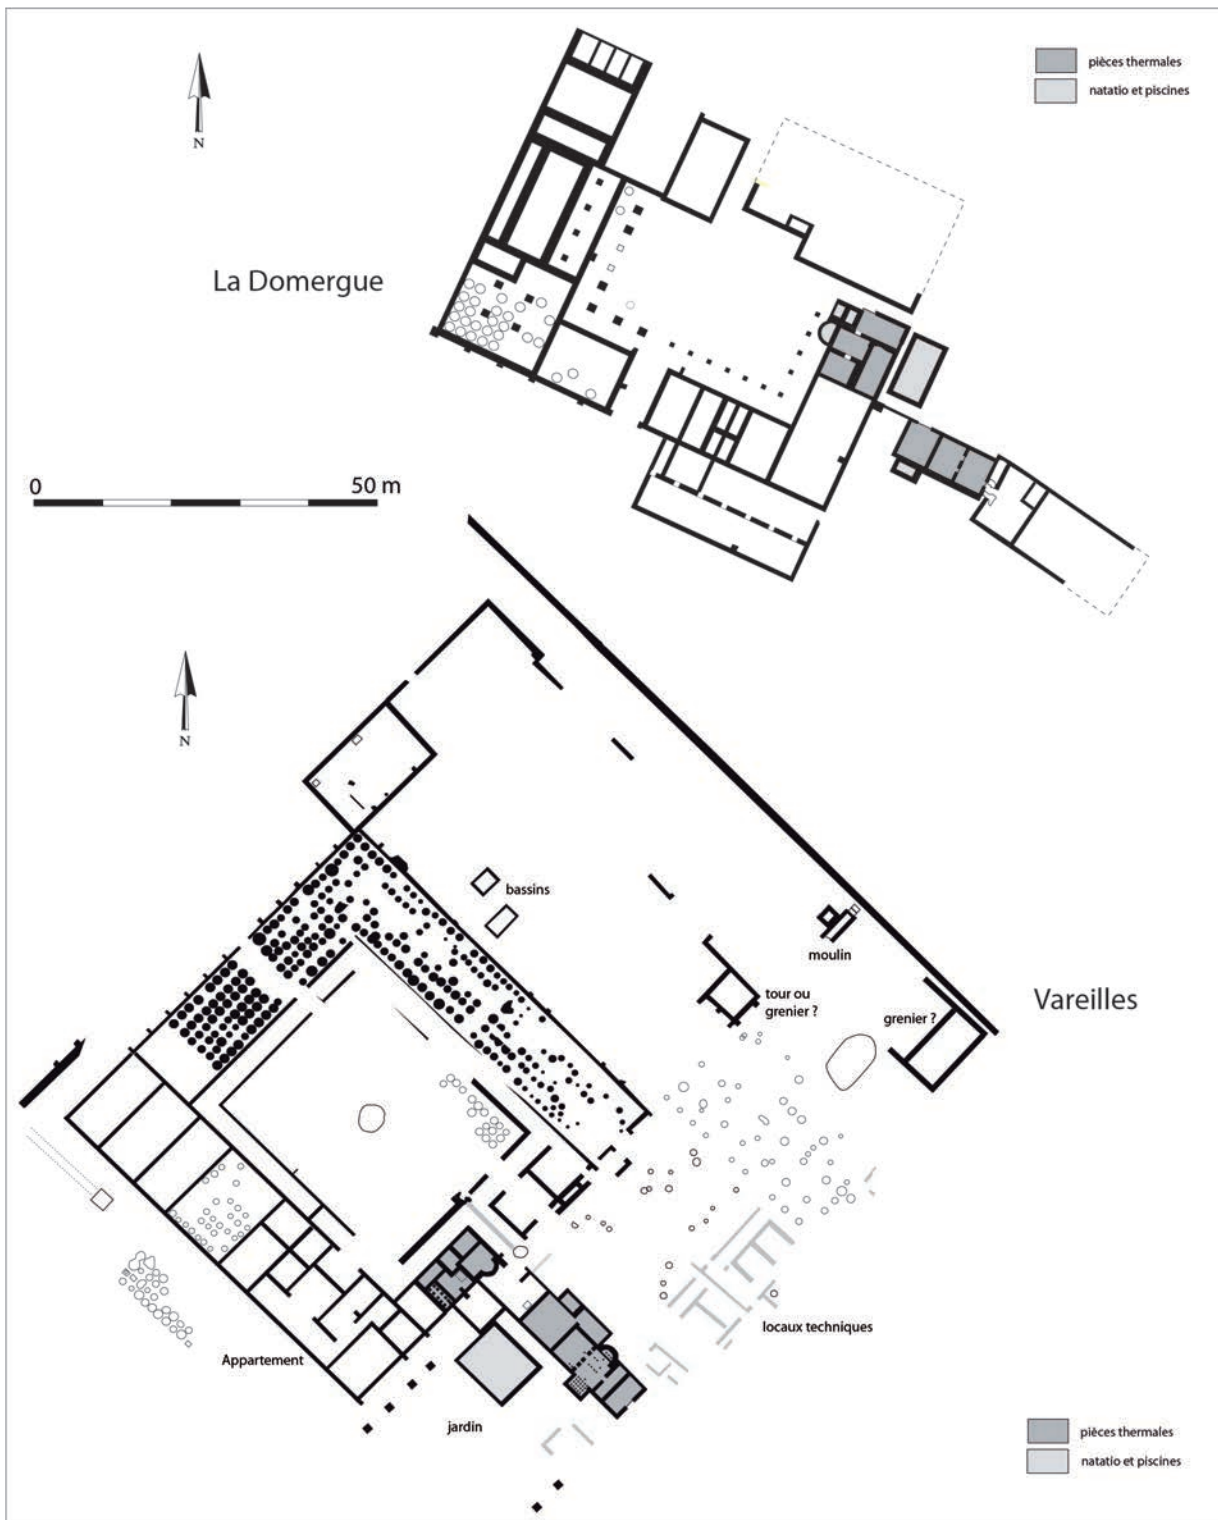 pièces thermales
natatio et piscines
N
La Domergue
0 50 m
N
bassins
moulin
tour ou
grenier ?
grenier ?
Vareilles
locaux techniques
Appartement
jardin
pièces thermales
natatio et piscines